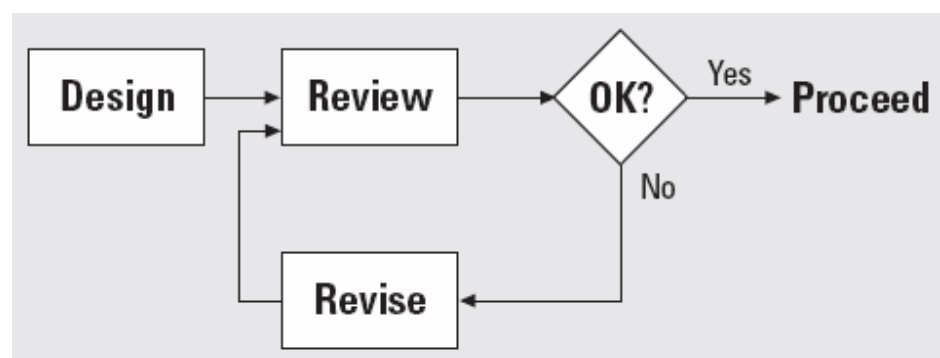 Design
Review
OK?
Yes
Proceed
No
Revise